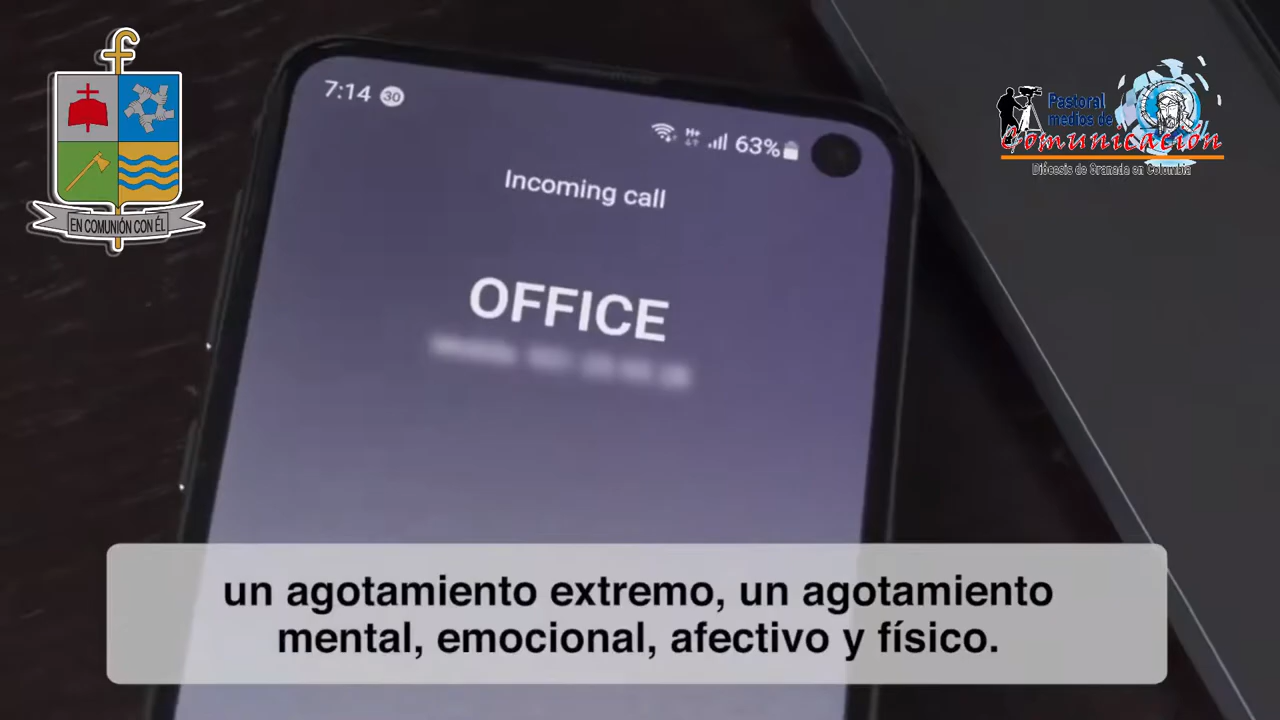 7:14 30
H+ 63%
Incoming call
OFFICE
EN COMUNIÓN CON ÉL
Pastoral
medios de
Comunicación
Diócesis de Granada en Colombia
un agotamiento extremo, un agotamiento
mental, emocional, afectivo y físico.